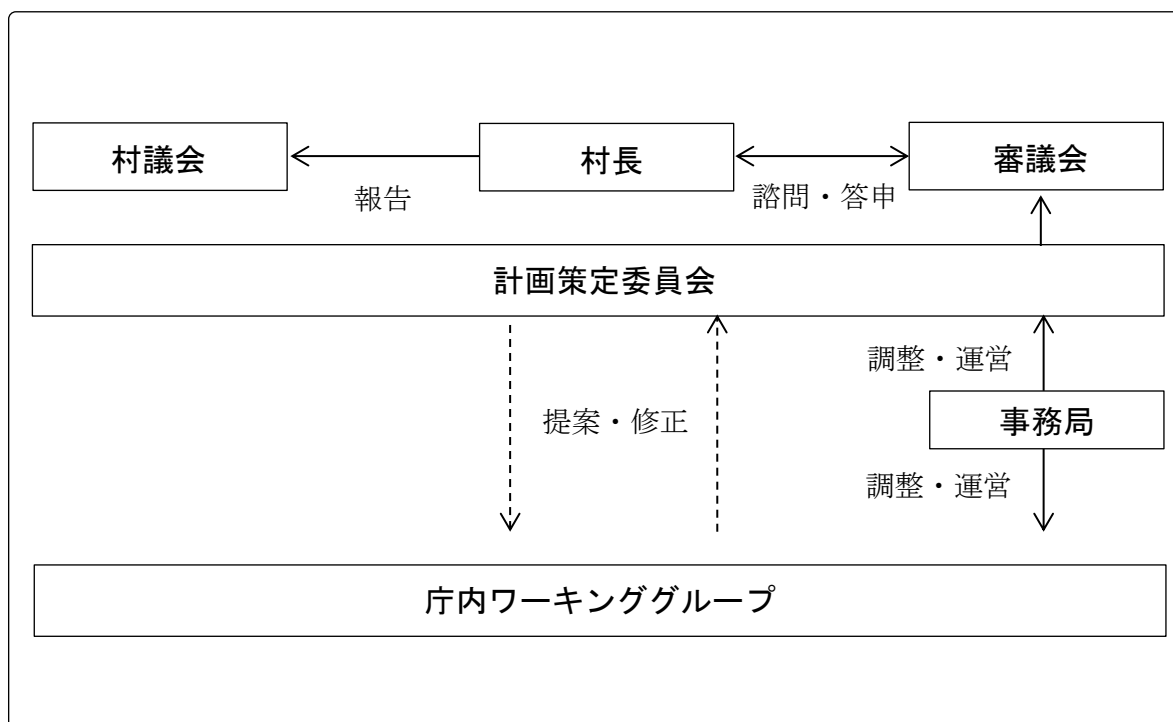 村議会
村長
審議会
報告
諮問・答申
計画策定委員会
調整・運営
提案・修正
事務局
調整・運営
庁内ワーキンググループ